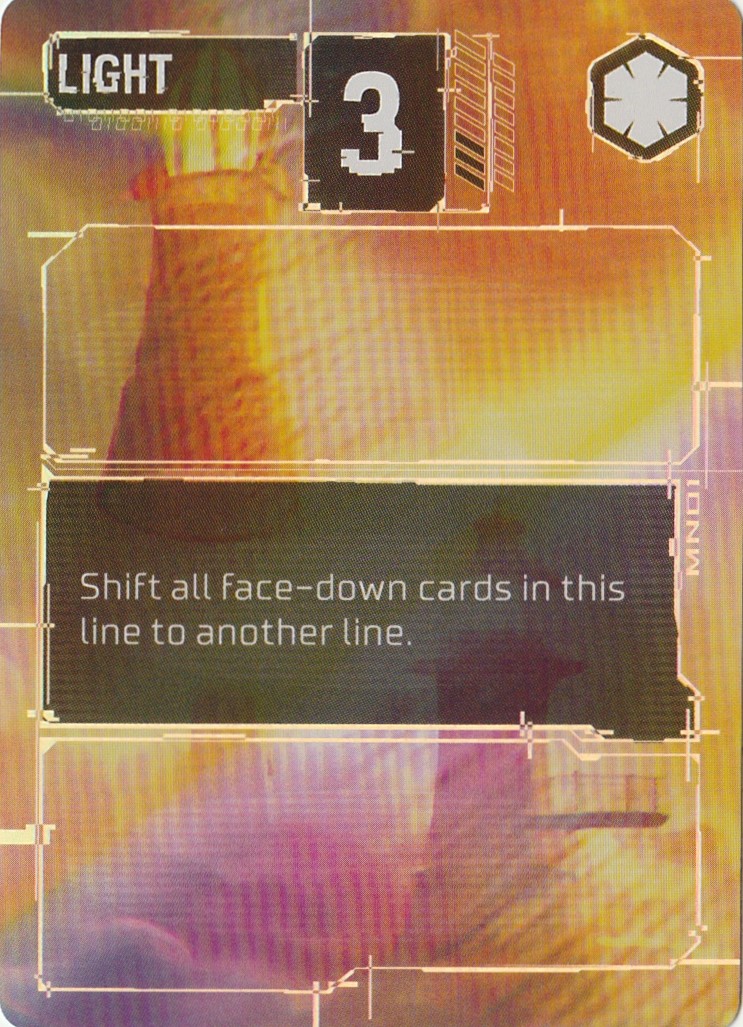 LIGHT
3
MN01
Shift all face-down cards in this
line to another line.